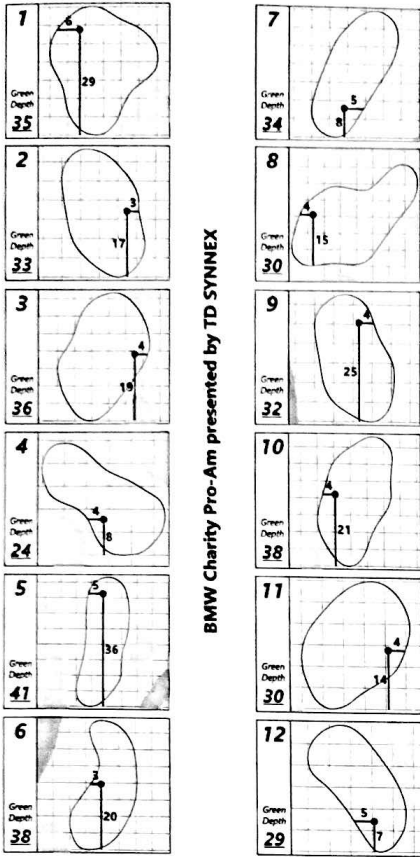 1
6
29
Green
Depth
35
2
3
17
Green
Depth
33
3
4
19
Green
Depth
36
4
4
8
Green
Depth
24
5
5
36
Green
Depth
41
6
3
20
Green
Depth
38
BMW Charity Pro-Am presented by TD SYNNEX
7
5
8
Green
Depth
34
8
4
15
Green
Depth
30
9
4
25
Green
Depth
32
10
4
21
Green
Depth
38
11
4
14
Green
Depth
30
12
5
7
Green
Depth
29